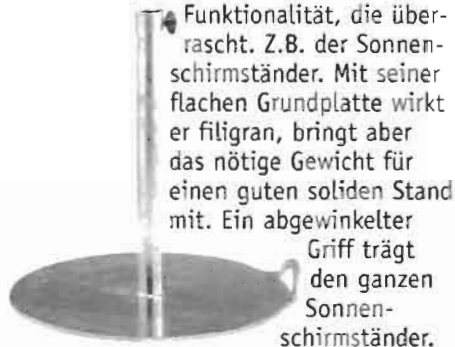 Funktionalität, die über-
rascht. Z.B. der Sonnen-
schirmständer. Mit seiner
flachen Grundplatte wirkt
er filigran, bringt aber
das nötige Gewicht für
einen guten soliden Stand
mit. Ein abgewinkelter
Griff trägt
den ganzen
Sonnen-
schirmständer.